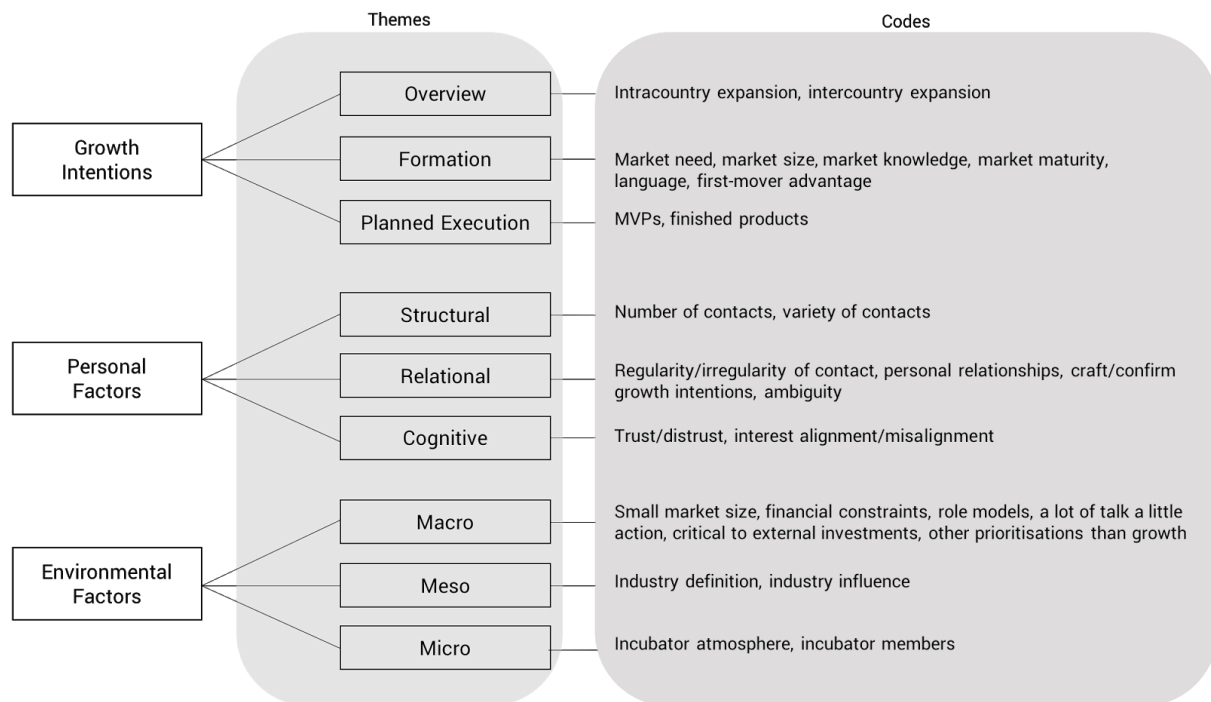 Themes
Codes
Growth
Intentions
Overview
Intracountry expansion, intercountry expansion
Formation
Market need, market size, market knowledge, market maturity,
language, first-mover advantage
Planned Execution
MVPs, finished products
Personal
Factors
Structural
Number of contacts, variety of contacts
Relational
Regularity/irregularity of contact, personal relationships, craft/confirm
growth intentions, ambiguity
Cognitive
Trust/distrust, interest alignment/misalignment
Environmental
Factors
Macro
Small market size, financial constraints, role models, a lot of talk a little
action, critical to external investments, other prioritisations than growth
Meso
Industry definition, industry influence
Micro
Incubator atmosphere, incubator members